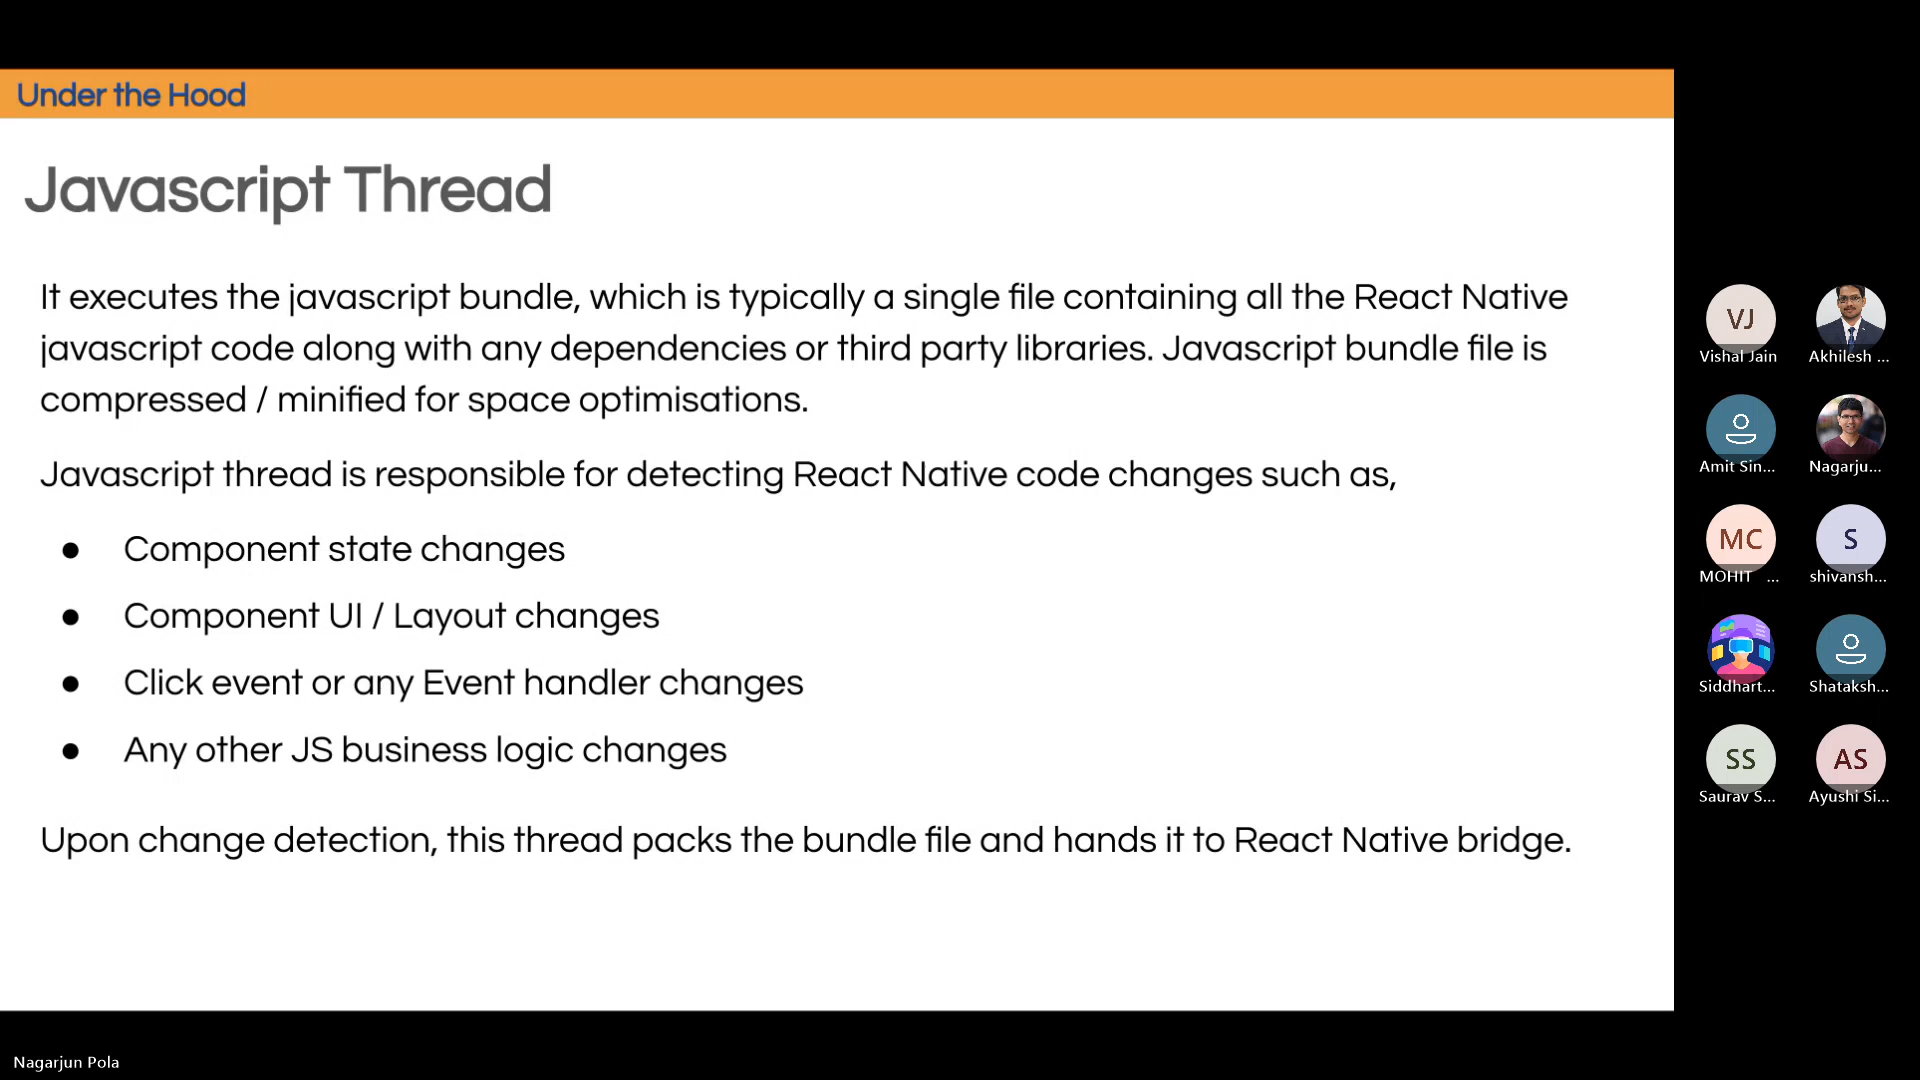 Under the Hood
Javascript Thread
It executes the javascript bundle, which is typically a single file containing all the React Native
javascript code along with any dependencies or third party libraries. Javascript bundle file is
compressed / minified for space optimisations.
Javascript thread is responsible for detecting React Native code changes such as,
● Component state changes
● Component UI / Layout changes
● Click event or any Event handler changes
● Any other JS business logic changes
Upon change detection, this thread packs the bundle file and hands it to React Native bridge.
VJ
Vishal Jain
Akhilesh ...
Amit Sin...
Nagarju...
MC
MOHIT ...
S
shivansh...
Siddhart...
Shataksh...
SS
Saurav S...
AS
Ayushi Si...
Nagarjun Pola